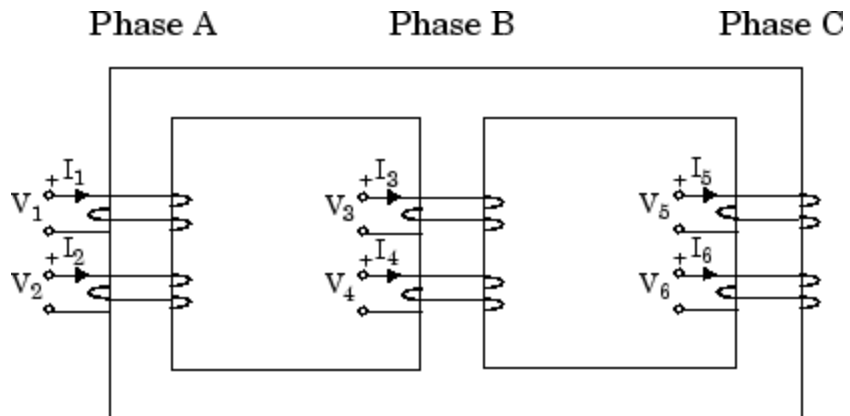 Phase A Phase B Phase C
+ I1 + I3 + I5
V1 V3 V5
+ I2 + I4 + I6
V2 V4 V6